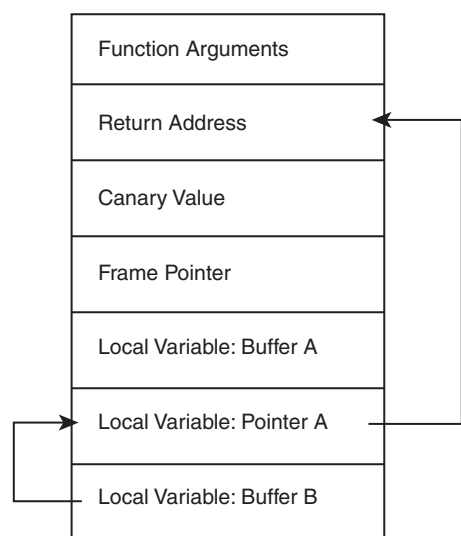 Function Arguments
Return Address
Canary Value
Frame Pointer
Local Variable: Buffer A
Local Variable: Pointer A
Local Variable: Buffer B